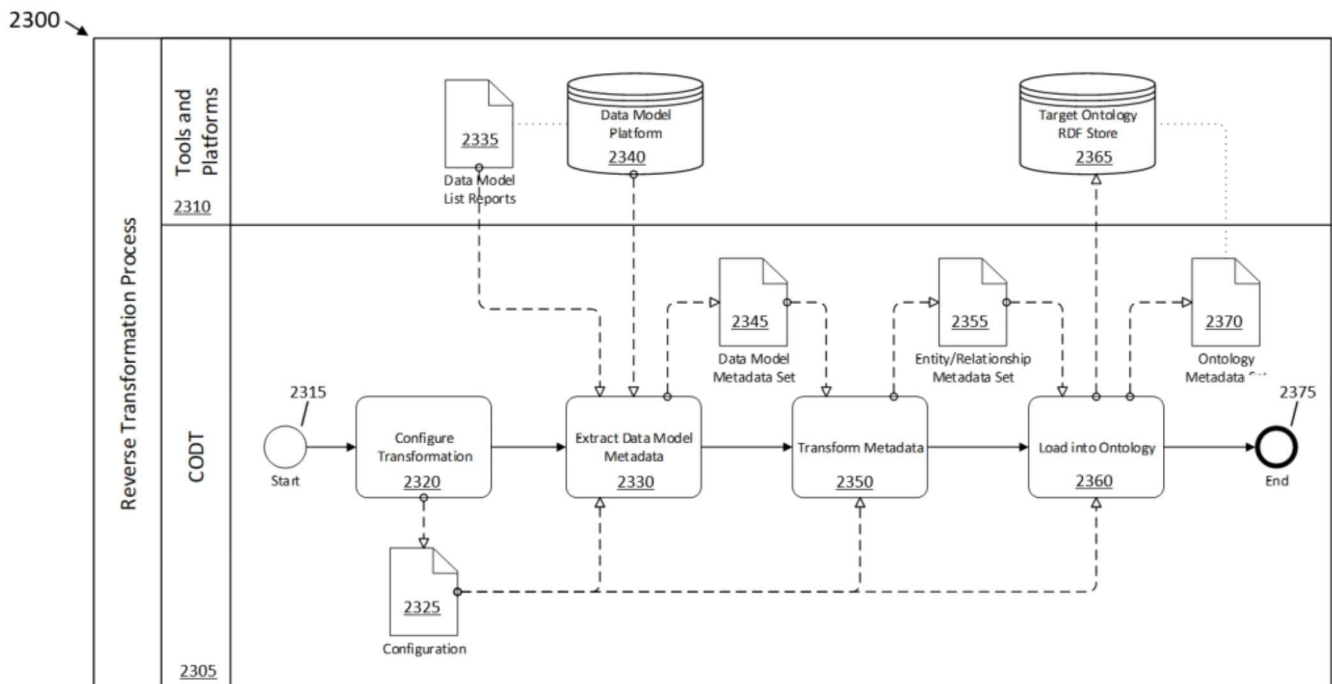 2300
Reverse Transformation Process
Tools and
Platforms
2310
2335
Data Model
List Reports
Data Model
Platform
2340
Target Ontology
RDF Store
2365
CODT
2305
2315
Start
Configure
Transformation
2320
2325
Configuration
Extract Data Model
Metadata
2330
2345
Data Model
Metadata Set
Transform Metadata
2350
2355
Entity/Relationship
Metadata Set
Load into Ontology
2360
2370
Ontology
Metadata
2375
End